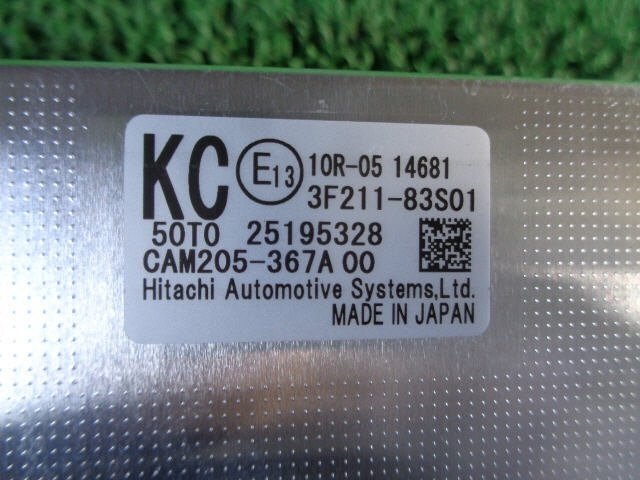 KC E13 10R-05 14681
3F211-83S01
50T0 25195328
CAM205-367A 00
Hitachi Automotive Systems,Ltd.
MADE IN JAPAN